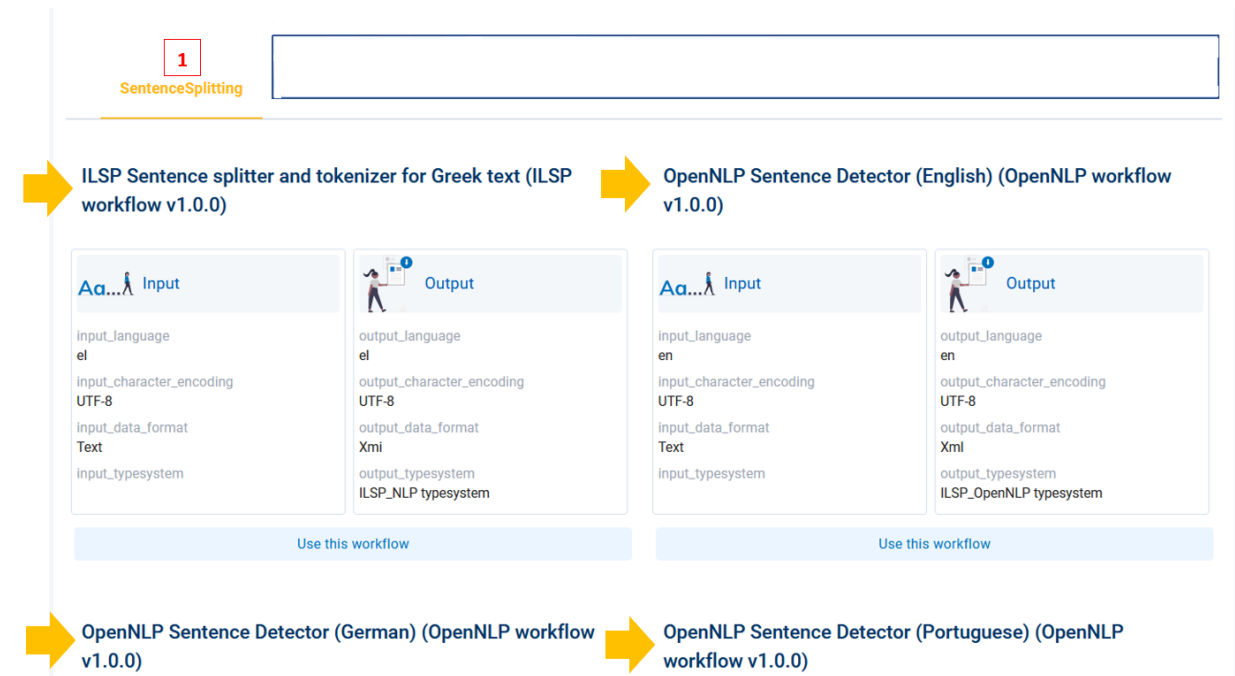 1
SentenceSplitting
ILSP Sentence splitter and tokenizer for Greek text (ILSP
workflow v1.0.0)
Aa... Input
Output
input_language
el
input_character_encoding
UTF-8
input_data_format
Text
input_typesystem
output_language
el
output_character_encoding
UTF-8
output_data_format
Xmi
output_typesystem
ILSP_NLP typesystem
Use this workflow
OpenNLP Sentence Detector (English) (OpenNLP workflow
v1.0.0)
Aa... Input
Output
input_language
en
input_character_encoding
UTF-8
input_data_format
Text
input_typesystem
output_language
en
output_character_encoding
UTF-8
output_data_format
Xml
output_typesystem
ILSP_OpenNLP typesystem
Use this workflow
OpenNLP Sentence Detector (German) (OpenNLP workflow
v1.0.0)
OpenNLP Sentence Detector (Portuguese) (OpenNLP
workflow v1.0.0)